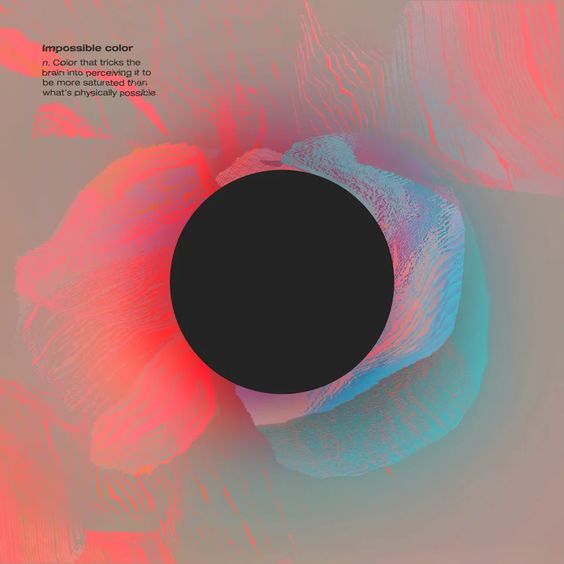 Impossible color
n. Color that tricks the
brain into perceiving it to
be more saturated than
what's physically possible.